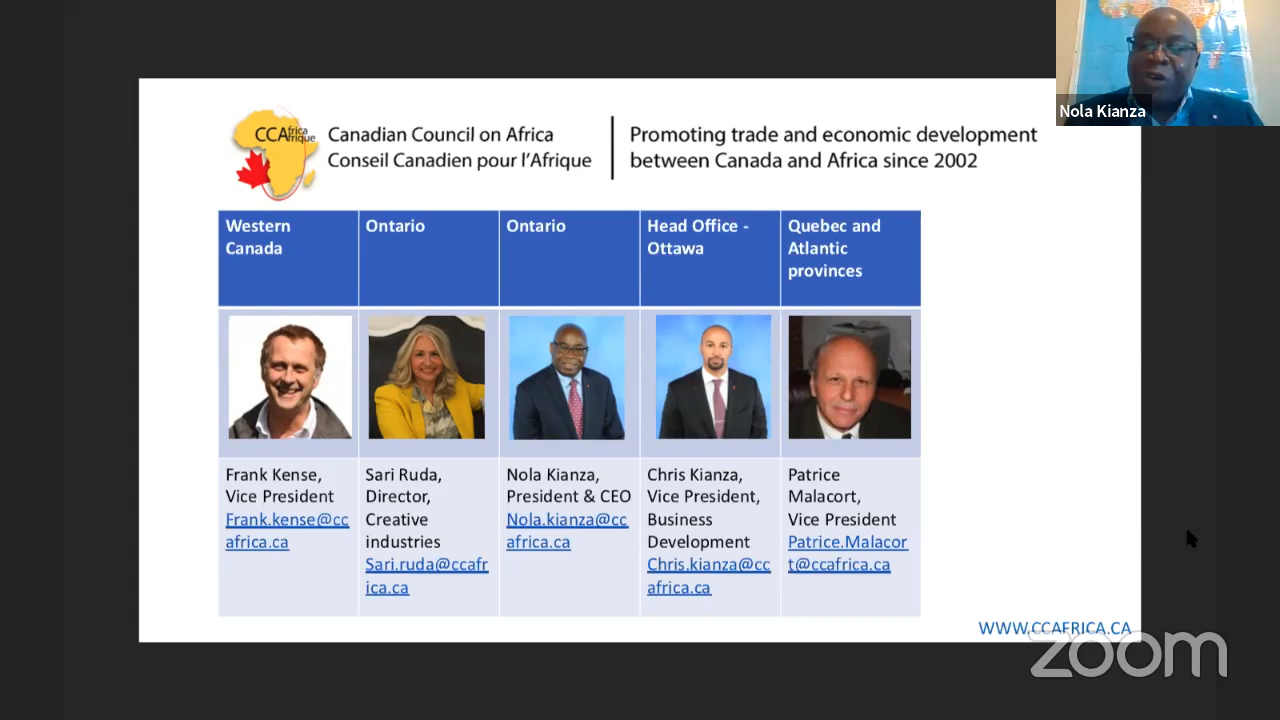 Nola Kianza
CCAfrica
Afrique
Canadian Council on Africa
Conseil Canadien pour l'Afrique
Promoting trade and economic development
between Canada and Africa since 2002
Western
Canada
Ontario
Ontario
Head Office -
Ottawa
Quebec and
Atlantic
provinces
Frank Kense,
Vice President
Frank.kense@cc
africa.ca
Sari Ruda,
Director,
Creative
industries
Sari.ruda@ccafr
ica.ca
Nola Kianza,
President & CEO
Nola.kianza@cc
africa.ca
Chris Kianza,
Vice President,
Business
Development
Chris.kianza@cc
africa.ca
Patrice
Malacort,
Vice President
Patrice.Malacor
t@ccafrica.ca
WWW.CCAFRICA.CA
zoom